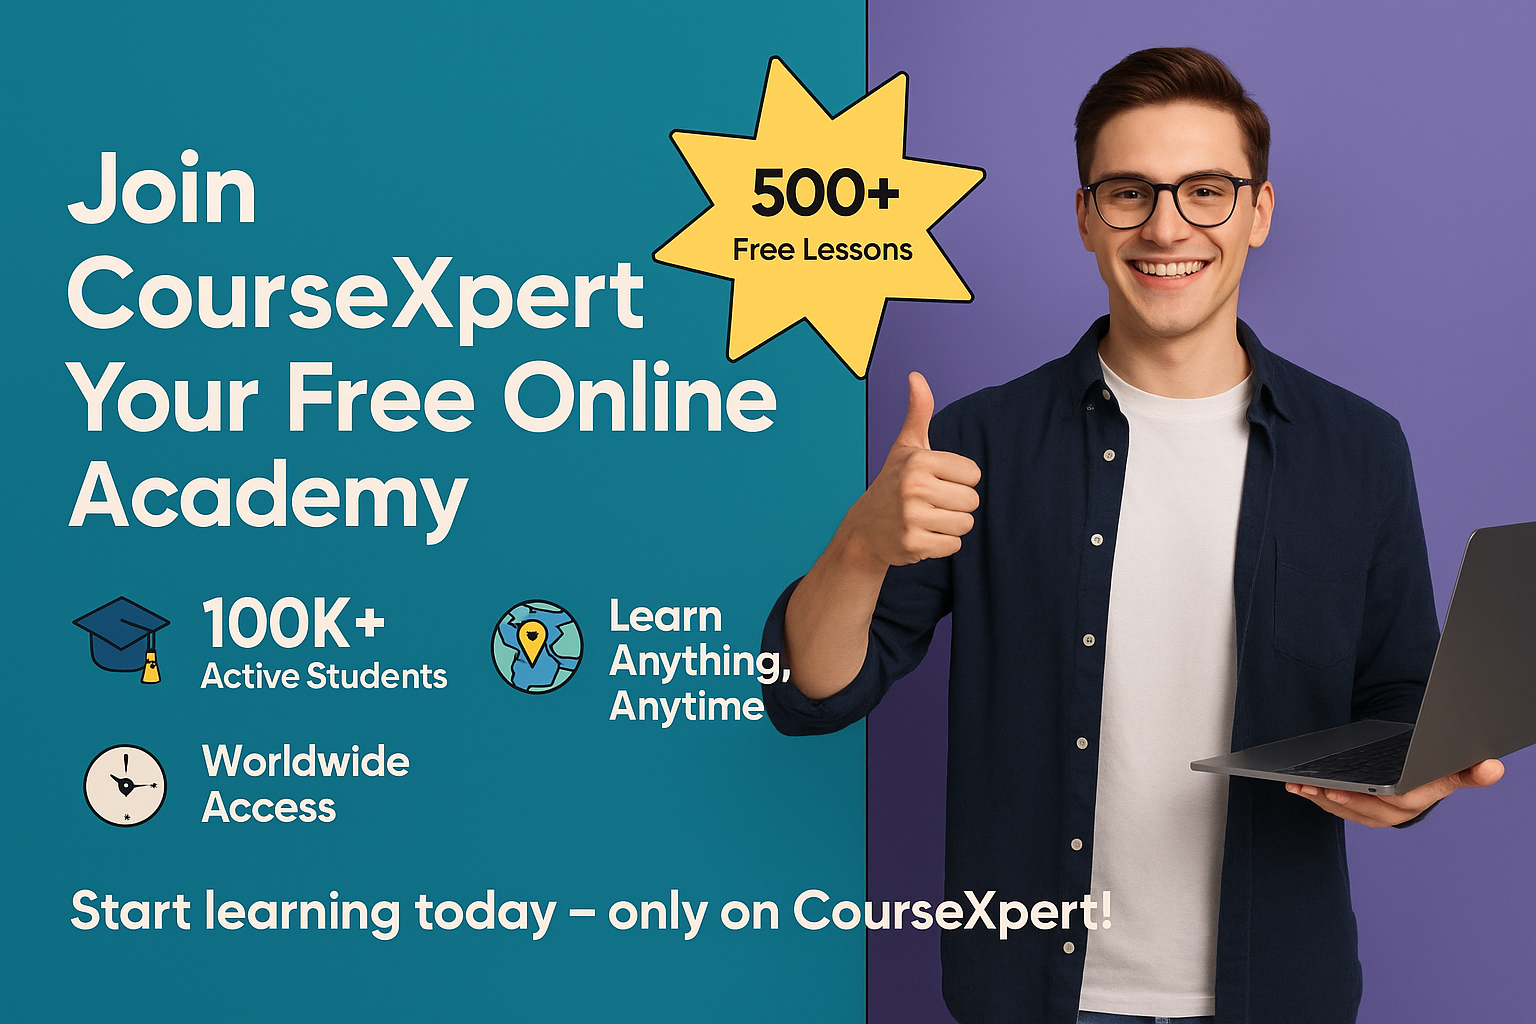 Join
CourseXpert
Your Free Online
Academy
500+
Free Lessons
100K+
Active Students
Learn
Anything,
Anytime
Worldwide
Access
Start learning today – only on CourseXpert!